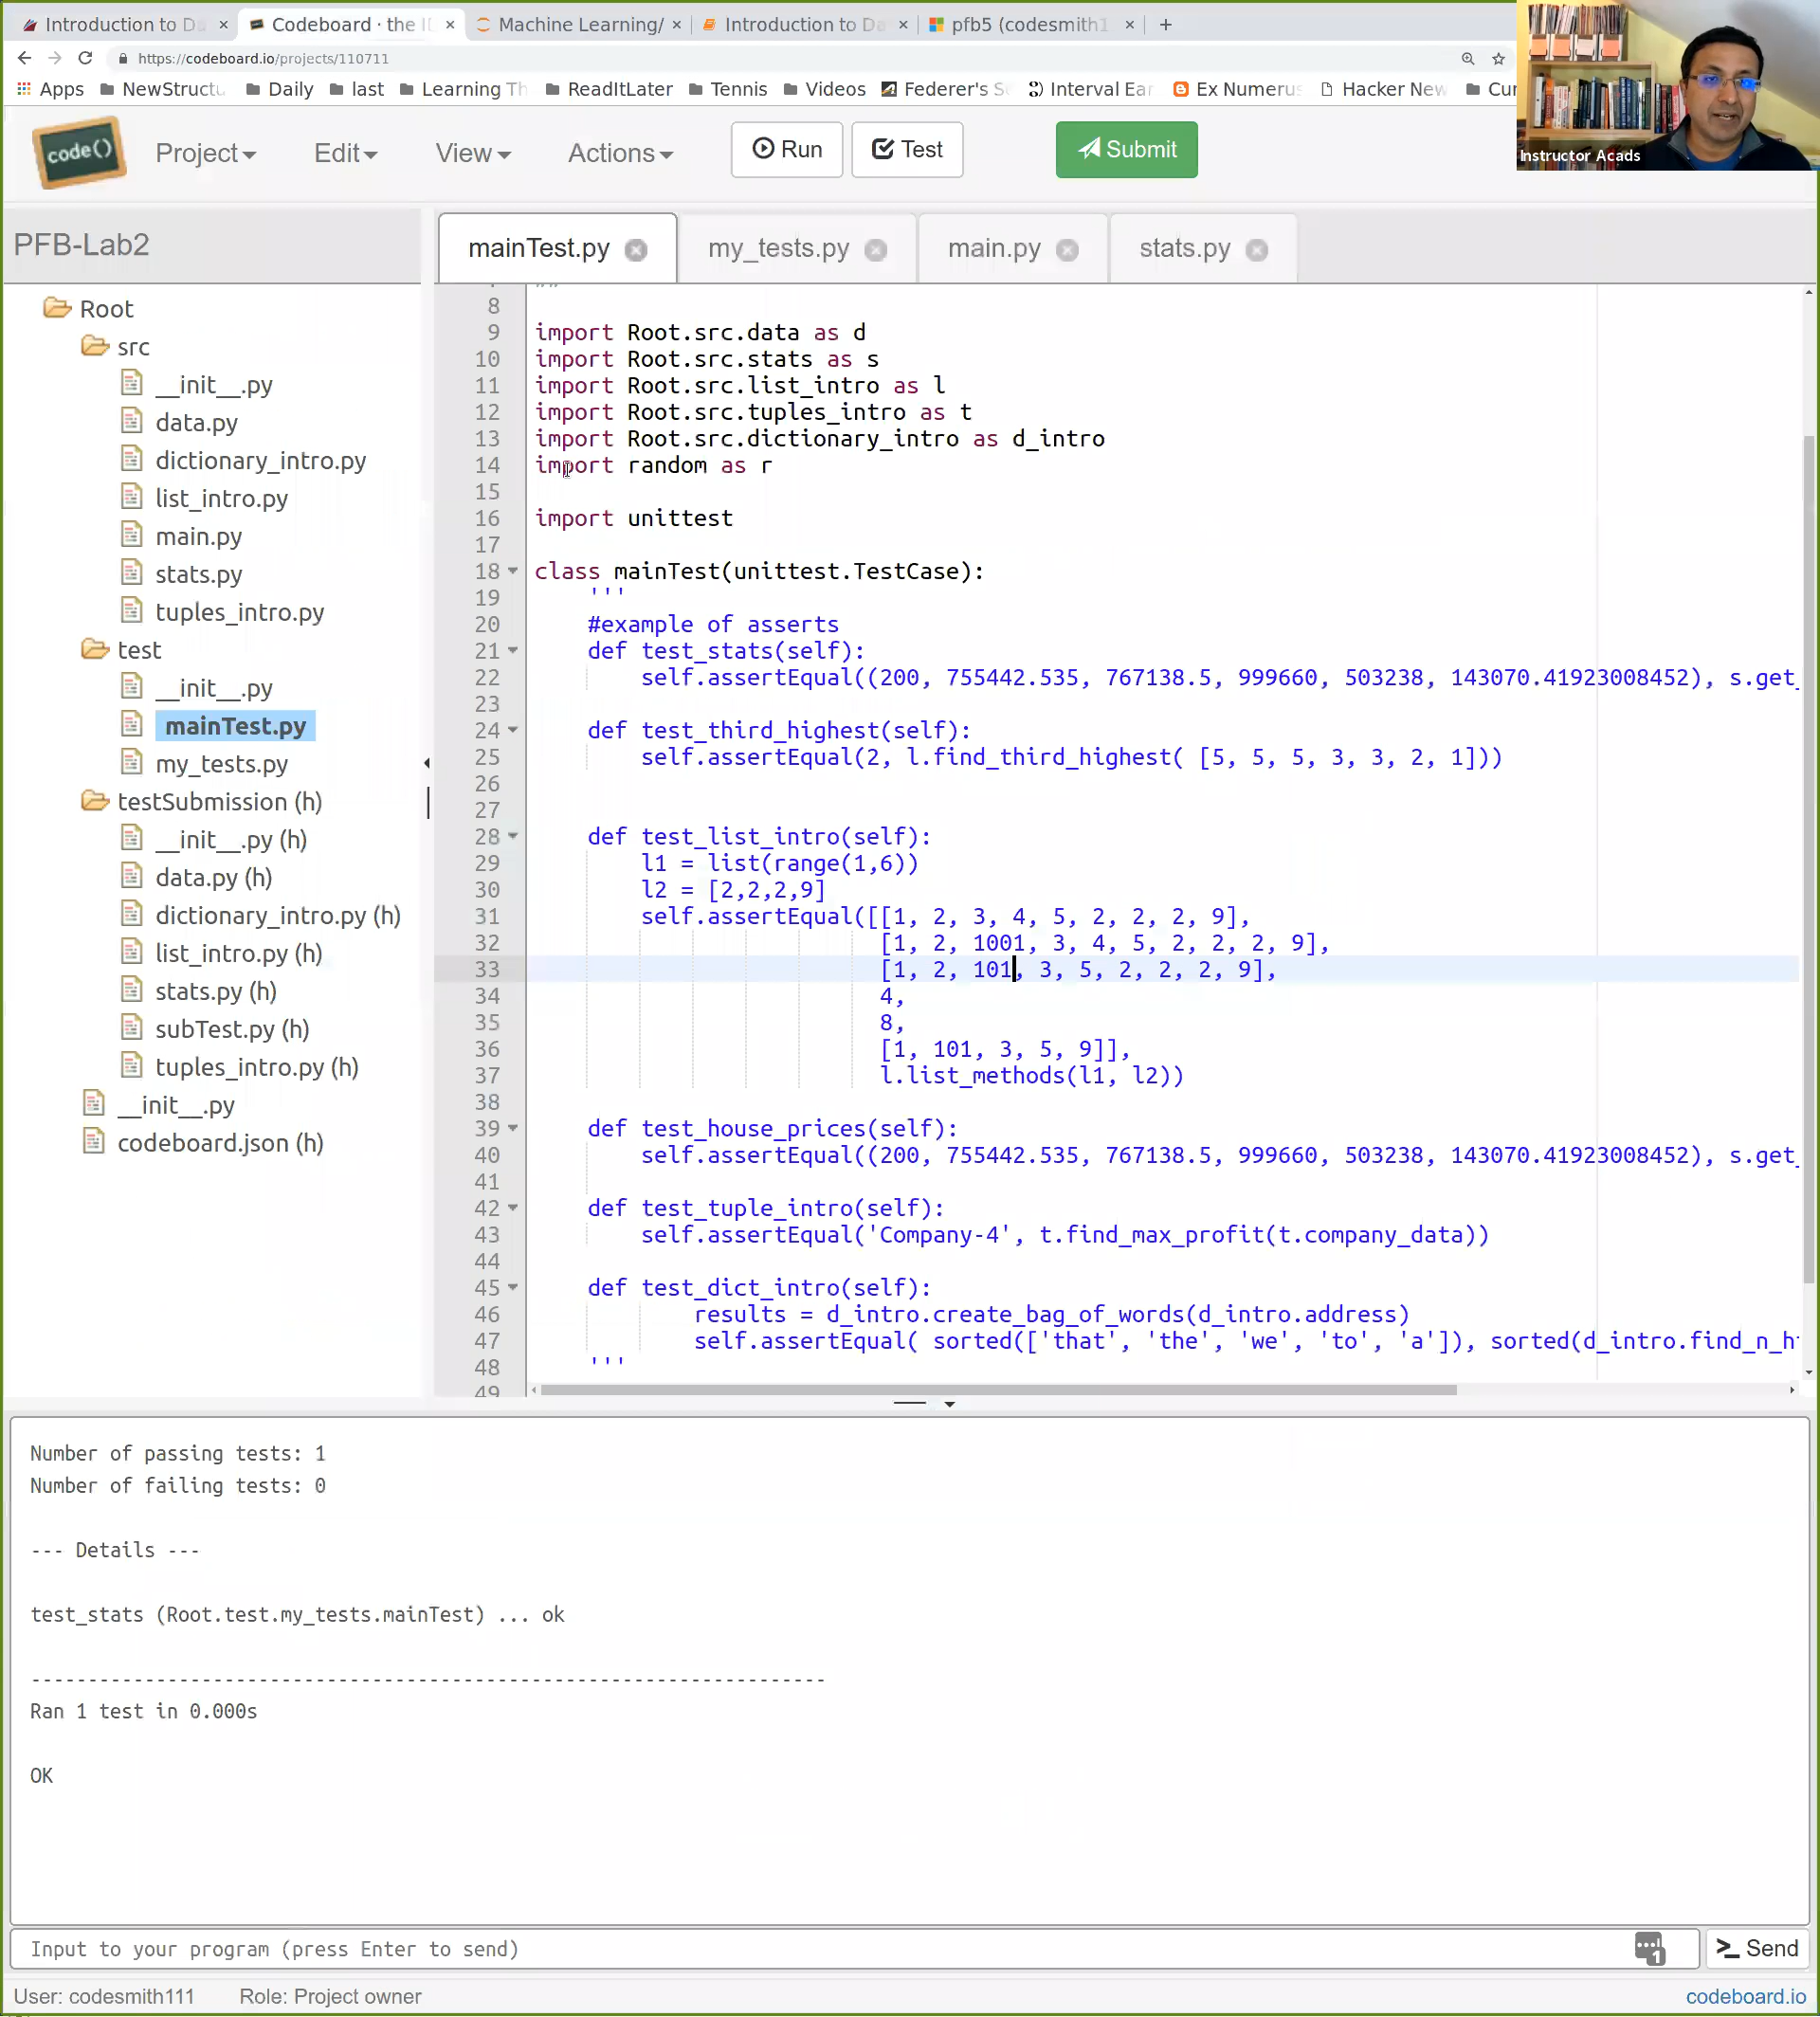 Introduction to Da × Codeboard · the ID × Machine Learning/ × Introduction to Da × pfb5 (codesmith1 × +
https://codeboard.io/projects/110711
Apps NewStructu Daily last Learning Th ReadItLater Tennis Videos Federer's Se Interval Ear Ex Numerus Hacker New Cur
Instructor Acads
code() Project Edit View Actions Run Test Submit
PFB-Lab2
mainTest.py my_tests.py main.py stats.py
Root
src
__init__.py
data.py
dictionary_intro.py
list_intro.py
main.py
stats.py
tuples_intro.py
test
__init__.py
mainTest.py
my_tests.py
testSubmission (h)
__init__.py (h)
data.py (h)
dictionary_intro.py (h)
list_intro.py (h)
stats.py (h)
subTest.py (h)
tuples_intro.py (h)
__init__.py
codeboard.json (h)
8
9 import Root.src.data as d
10 import Root.src.stats as s
11 import Root.src.list_intro as l
12 import Root.src.tuples_intro as t
13 import Root.src.dictionary_intro as d_intro
14 import random as r
15
16 import unittest
17
18 class mainTest(unittest.TestCase):
19 '''
20 #example of asserts
21 def test_stats(self):
22 self.assertEqual((200, 755442.535, 767138.5, 999660, 503238, 143070.41923008452), s.get_
23
24 def test_third_highest(self):
25 self.assertEqual(2, l.find_third_highest( [5, 5, 5, 3, 3, 2, 1]))
26
27
28 def test_list_intro(self):
29 l1 = list(range(1,6))
30 l2 = [2,2,2,9]
31 self.assertEqual([[1, 2, 3, 4, 5, 2, 2, 2, 9],
32 [1, 2, 1001, 3, 4, 5, 2, 2, 2, 9],
33 [1, 2, 101, 3, 5, 2, 2, 2, 9],
34 4,
35 8,
36 [1, 101, 3, 5, 9]],
37 l.list_methods(l1, l2))
38
39 def test_house_prices(self):
40 self.assertEqual((200, 755442.535, 767138.5, 999660, 503238, 143070.41923008452), s.get_
41
42 def test_tuple_intro(self):
43 self.assertEqual('Company-4', t.find_max_profit(t.company_data))
44
45 def test_dict_intro(self):
46 results = d_intro.create_bag_of_words(d_intro.address)
47 self.assertEqual( sorted(['that', 'the', 'we', 'to', 'a']), sorted(d_intro.find_n_h
48 '''
49
Number of passing tests: 1
Number of failing tests: 0
--- Details ---
test_stats (Root.test.my_tests.mainTest) ... ok
----------------------------------------------------------------------
Ran 1 test in 0.000s
OK
Input to your program (press Enter to send) 1 Send
User: codesmith111 Role: Project owner codeboard.io